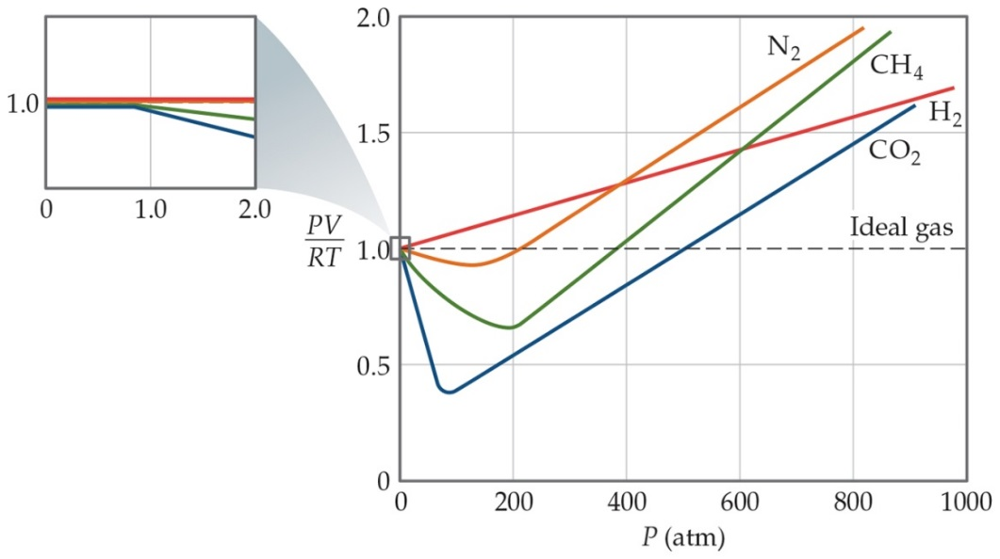 1.0
0 1.0 2.0
PV
RT
2.0
1.5
1.0
0.5
0
N₂
CH₄
H₂
CO₂
Ideal gas
0 200 400 600 800 1000
P (atm)